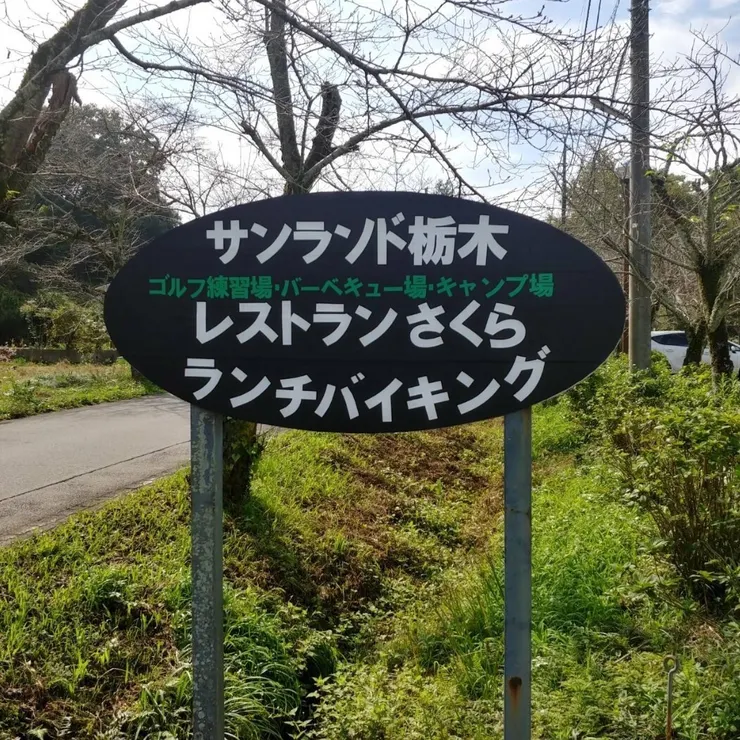 サンランド栃木
ゴルフ練習場・バーベキュー場・キャンプ場
レストランさくら
ランチバイキング